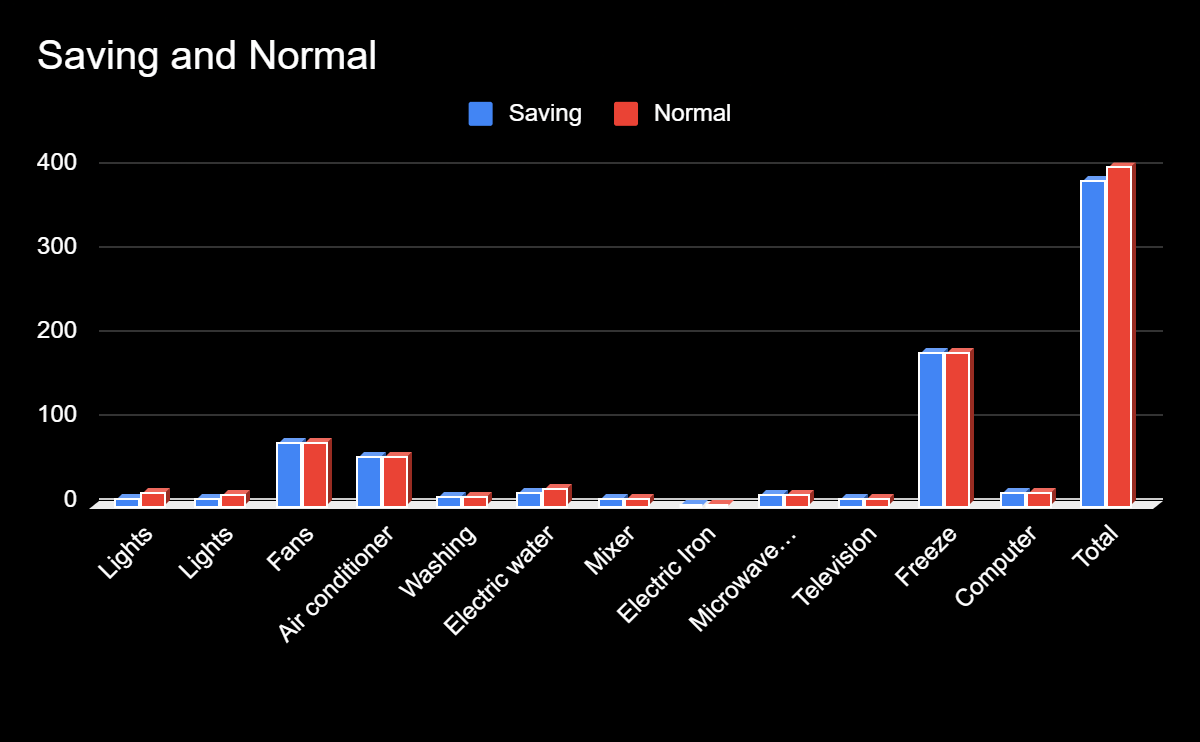 Saving and Normal
Saving Normal
400
300
200
100
0
Lights
Lights
Fans
Air conditioner
Washing
Electric water
Mixer
Electric Iron
Microwave…
Television
Freeze
Computer
Total